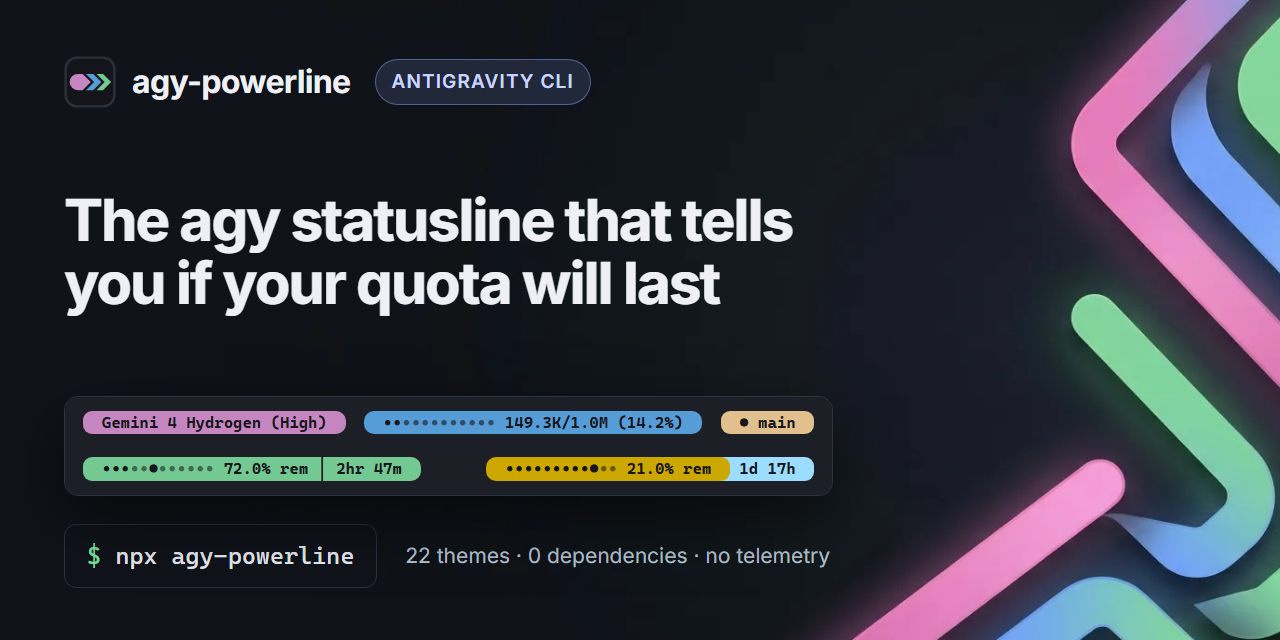 agy-powerline ANTIGRAVITY CLI
The agy statusline that tells
you if your quota will last
Gemini 4 Hydrogen (High) 149.3K/1.0M (14.2%) main
72.0% rem 2hr 47m 21.0% rem 1d 17h
$ npx agy-powerline 22 themes · 0 dependencies · no telemetry